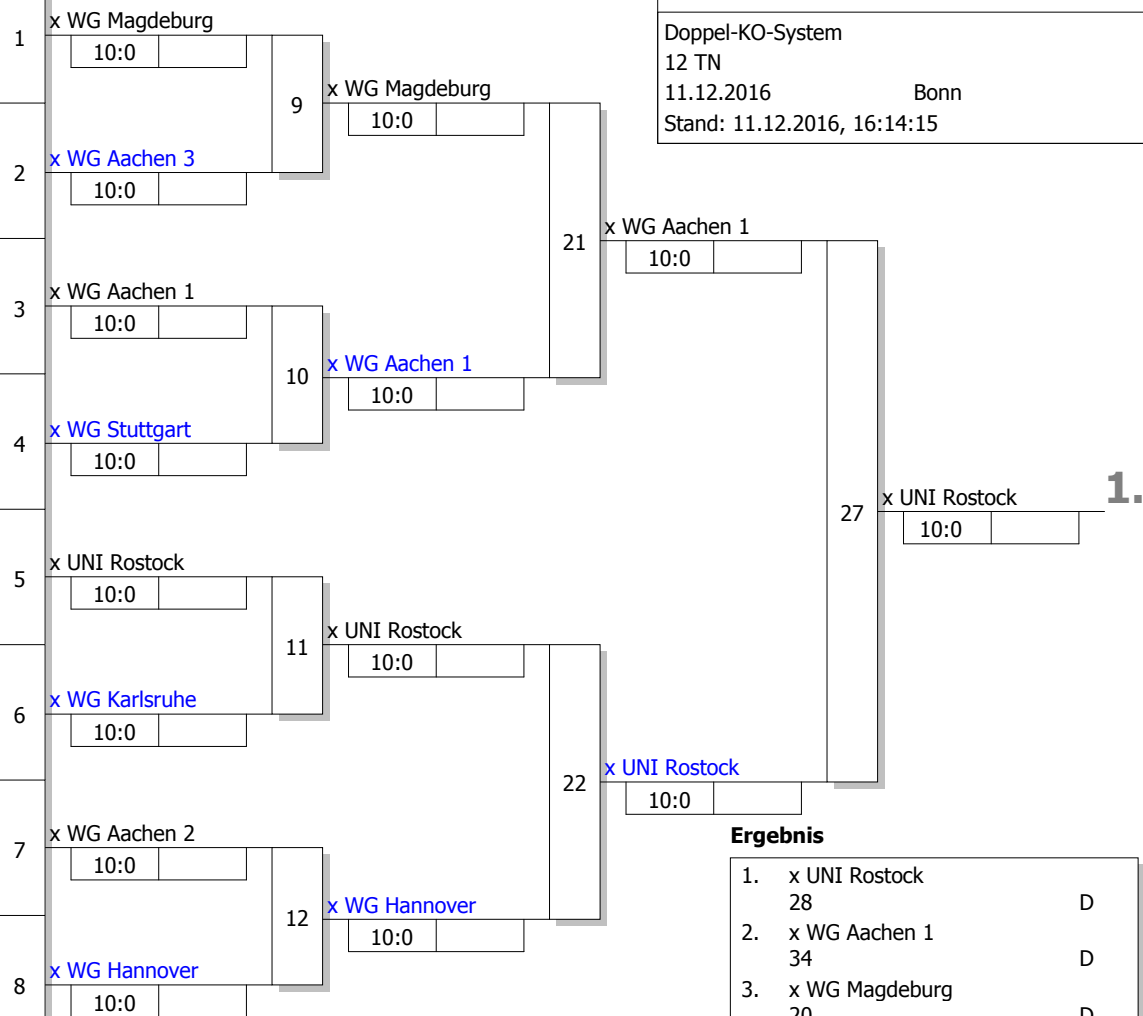 Doppel-KO-System
12 TN
11.12.2016 Bonn
Stand: 11.12.2016, 16:14:15
1
x WG Magdeburg
10:0
2
x WG Aachen 3
10:0
9
x WG Magdeburg
10:0
3
x WG Aachen 1
10:0
4
x WG Stuttgart
10:0
10
x WG Aachen 1
10:0
21
x WG Aachen 1
10:0
5
x UNI Rostock
10:0
6
x WG Karlsruhe
10:0
11
x UNI Rostock
10:0
7
x WG Aachen 2
10:0
8
x WG Hannover
10:0
12
x WG Hannover
10:0
22
x UNI Rostock
10:0
27
x UNI Rostock
10:0
1.
Ergebnis
1. x UNI Rostock
28 D
2. x WG Aachen 1
34 D
3. x WG Magdeburg
20 D